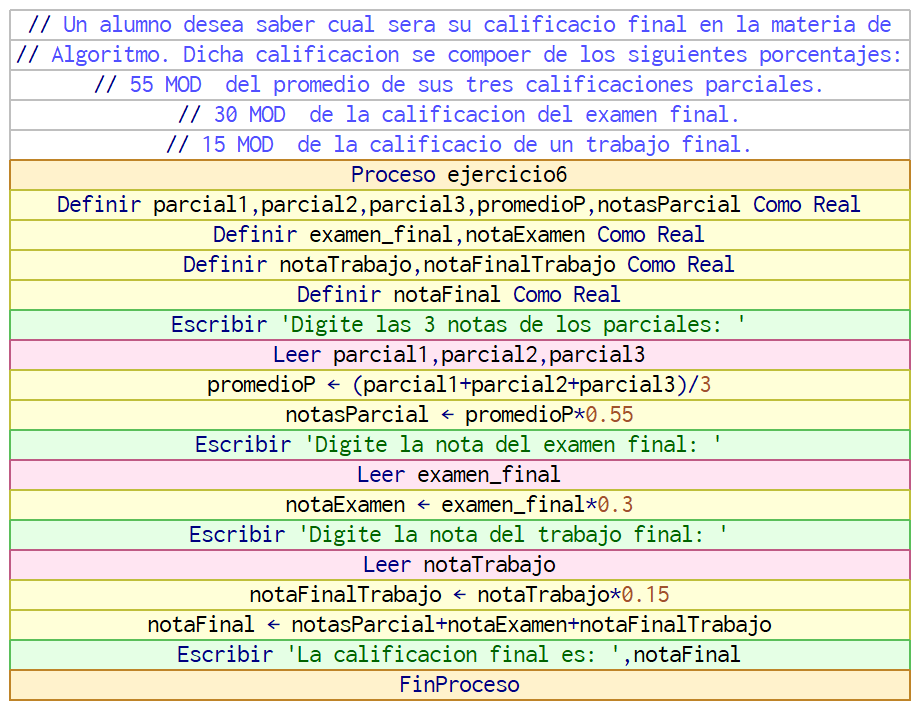 // Un alumno desea saber cual sera su calificacio final en la materia de
// Algoritmo. Dicha calificacion se compoer de los siguientes porcentajes:
// 55 MOD  del promedio de sus tres calificaciones parciales.
// 30 MOD  de la calificacion del examen final.
// 15 MOD  de la calificacio de un trabajo final.
Proceso ejercicio6
Definir parcial1,parcial2,parcial3,promedioP,notasParcial Como Real
Definir examen_final,notaExamen Como Real
Definir notaTrabajo,notaFinalTrabajo Como Real
Definir notaFinal Como Real
Escribir 'Digite las 3 notas de los parciales: '
Leer parcial1,parcial2,parcial3
promedioP ← (parcial1+parcial2+parcial3)/3
notasParcial ← promedioP*0.55
Escribir 'Digite la nota del examen final: '
Leer examen_final
notaExamen ← examen_final*0.3
Escribir 'Digite la nota del trabajo final: '
Leer notaTrabajo
notaFinalTrabajo ← notaTrabajo*0.15
notaFinal ← notasParcial+notaExamen+notaFinalTrabajo
Escribir 'La calificacion final es: ',notaFinal
FinProceso